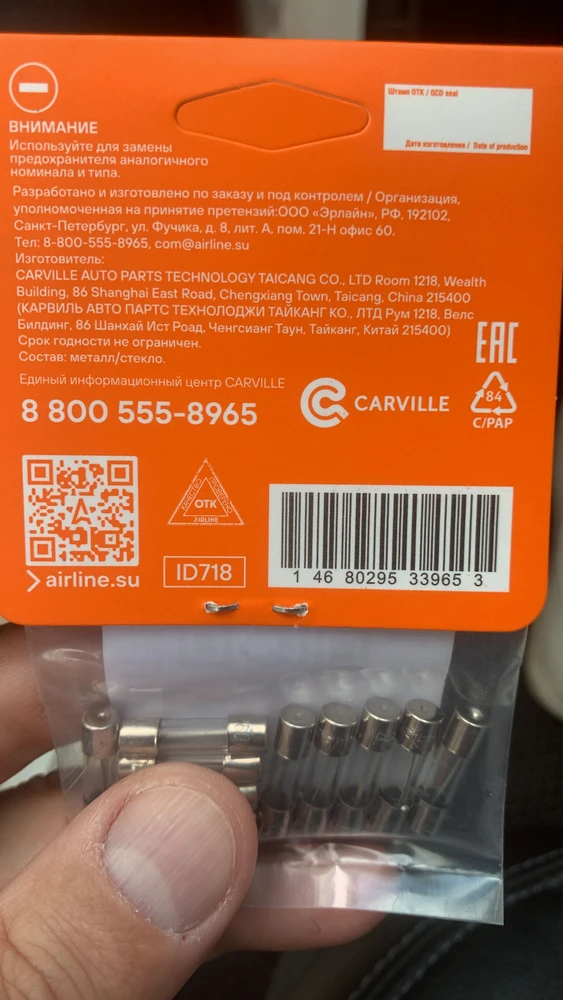 ВНИМАНИЕ
Используйте для замены
предохранителя аналогичного
номинала и типа.
Штамп ОТК / QCD seal
Дата изготовления / Date of production
Разработано и изготовлено по заказу и под контролем / Организация,
уполномоченная на принятие претензий:ООО «Эрлайн», РФ, 192102,
Санкт-Петербург, ул. Фучика, д. 8, лит. А, пом. 21-Н офис 60.
Тел: 8-800-555-8965, com@airline.su
Изготовитель:
CARVILLE AUTO PARTS TECHNOLOGY TAICANG CO., LTD Room 1218, Wealth
Building, 86 Shanghai East Road, Chengxiang Town, Taicang, China 215400
(КАРВИЛЬ АВТО ПАРТС ТЕХНОЛОДЖИ ТАЙКАНГ КО., ЛТД Рум 1218, Велс
Билдинг, 86 Шанхай Ист Роад, Ченгсианг Таун, Тайканг, Китай 215400)
Срок годности не ограничен.
Состав: металл/стекло.
EAC
Единый информационный центр CARVILLE
8 800 555-8965
CARVILLE
84
C/PAP
КАЧЕСТВО
ПРОВЕРЕНО
ОТК
AIRLINE
airline.su
ID718
1 46 80295 33965 3